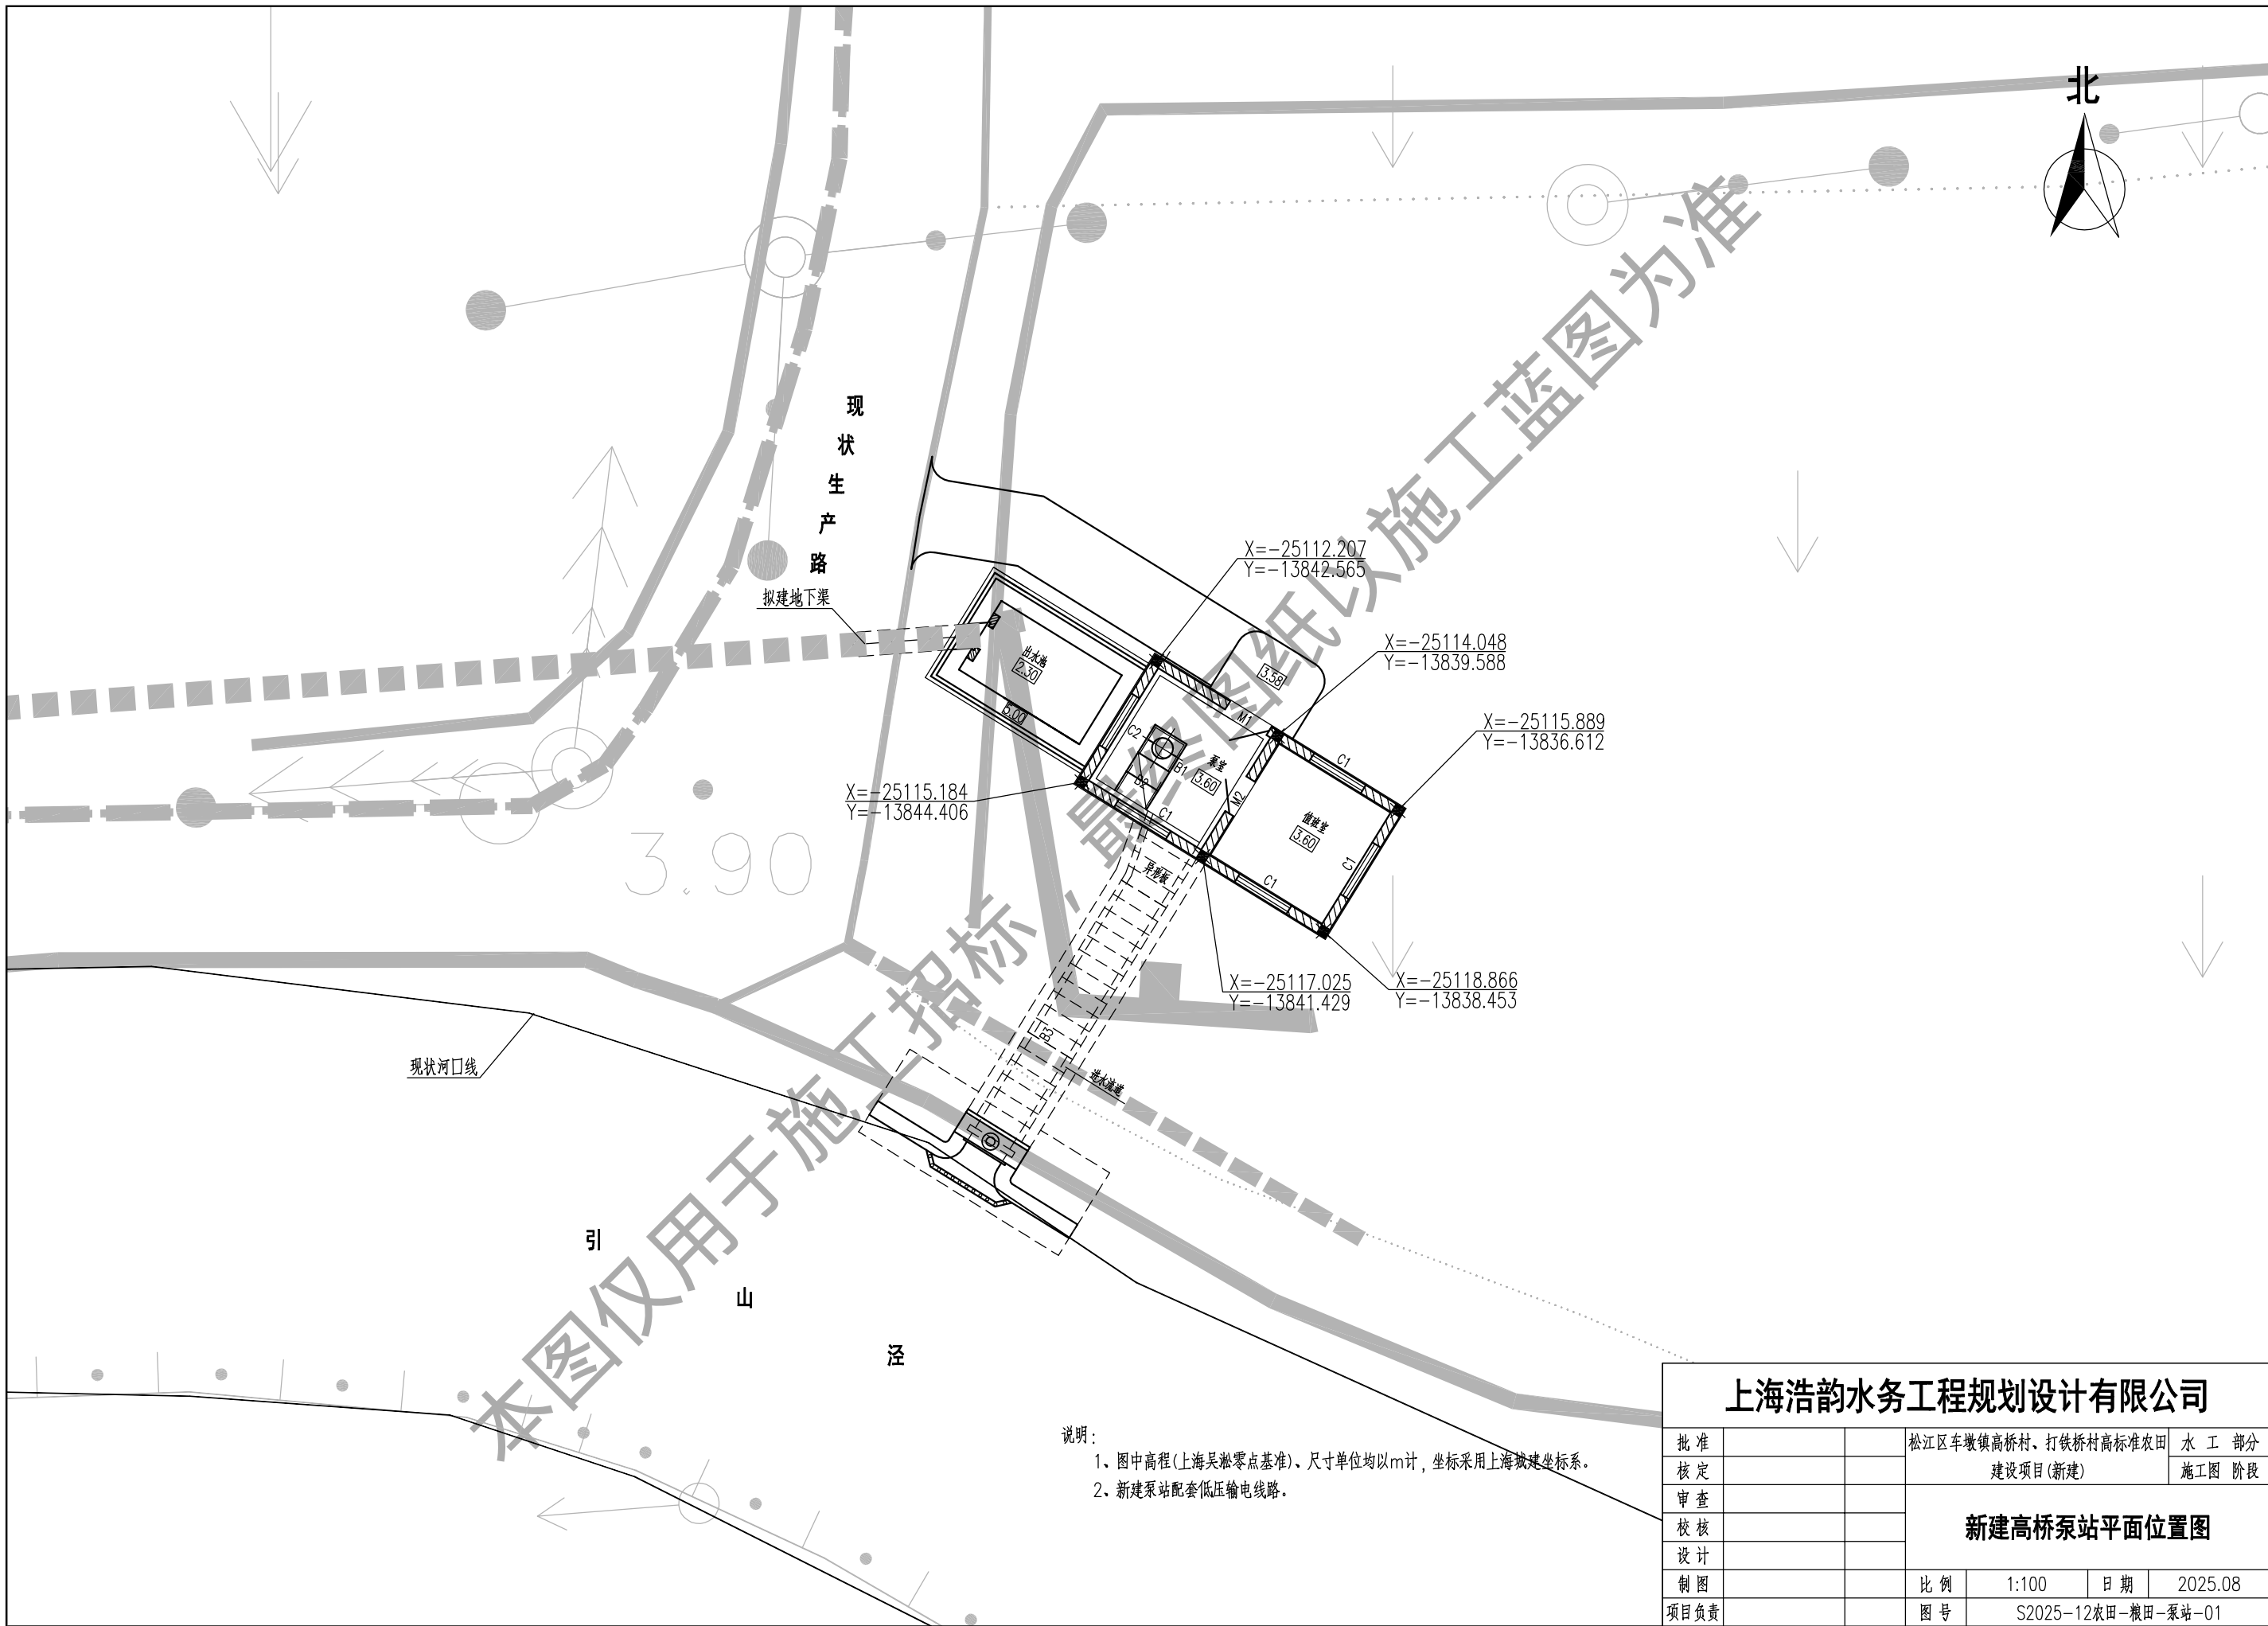 北
现
状
生
产
路
拟建地下渠
X=-25112.207
Y=-13842.565
X=-25114.048
Y=-13839.588
X=-25115.889
Y=-13836.612
X=-25115.184
Y=-13844.406
X=-25117.025
Y=-13841.429
X=-25118.866
Y=-13838.453
出水池
2.30
5.00
3.58
M1
C2
B1
B2
泵室
3.60
M2
C1
C1
值班室
3.60
C1
C1
异形板
B3
进水流道
3.90
现状河口线
引
山
泾
本图仅用于施工招标，最终图纸以施工蓝图为准
说明：
1、图中高程(上海吴淞零点基准)、尺寸单位均以m计，坐标采用上海城建坐标系。
2、新建泵站配套低压输电线路。
上海浩韵水务工程规划设计有限公司
批 准
松江区车墩镇高桥村、打铁桥村高标准农田
水 工 部分
核 定
建设项目(新建)
施工图 阶段
审 查
校 核
新建高桥泵站平面位置图
设 计
制 图
比 例 1:100 日 期 2025.08
项目负责
图 号 S2025-12农田-粮田-泵站-01